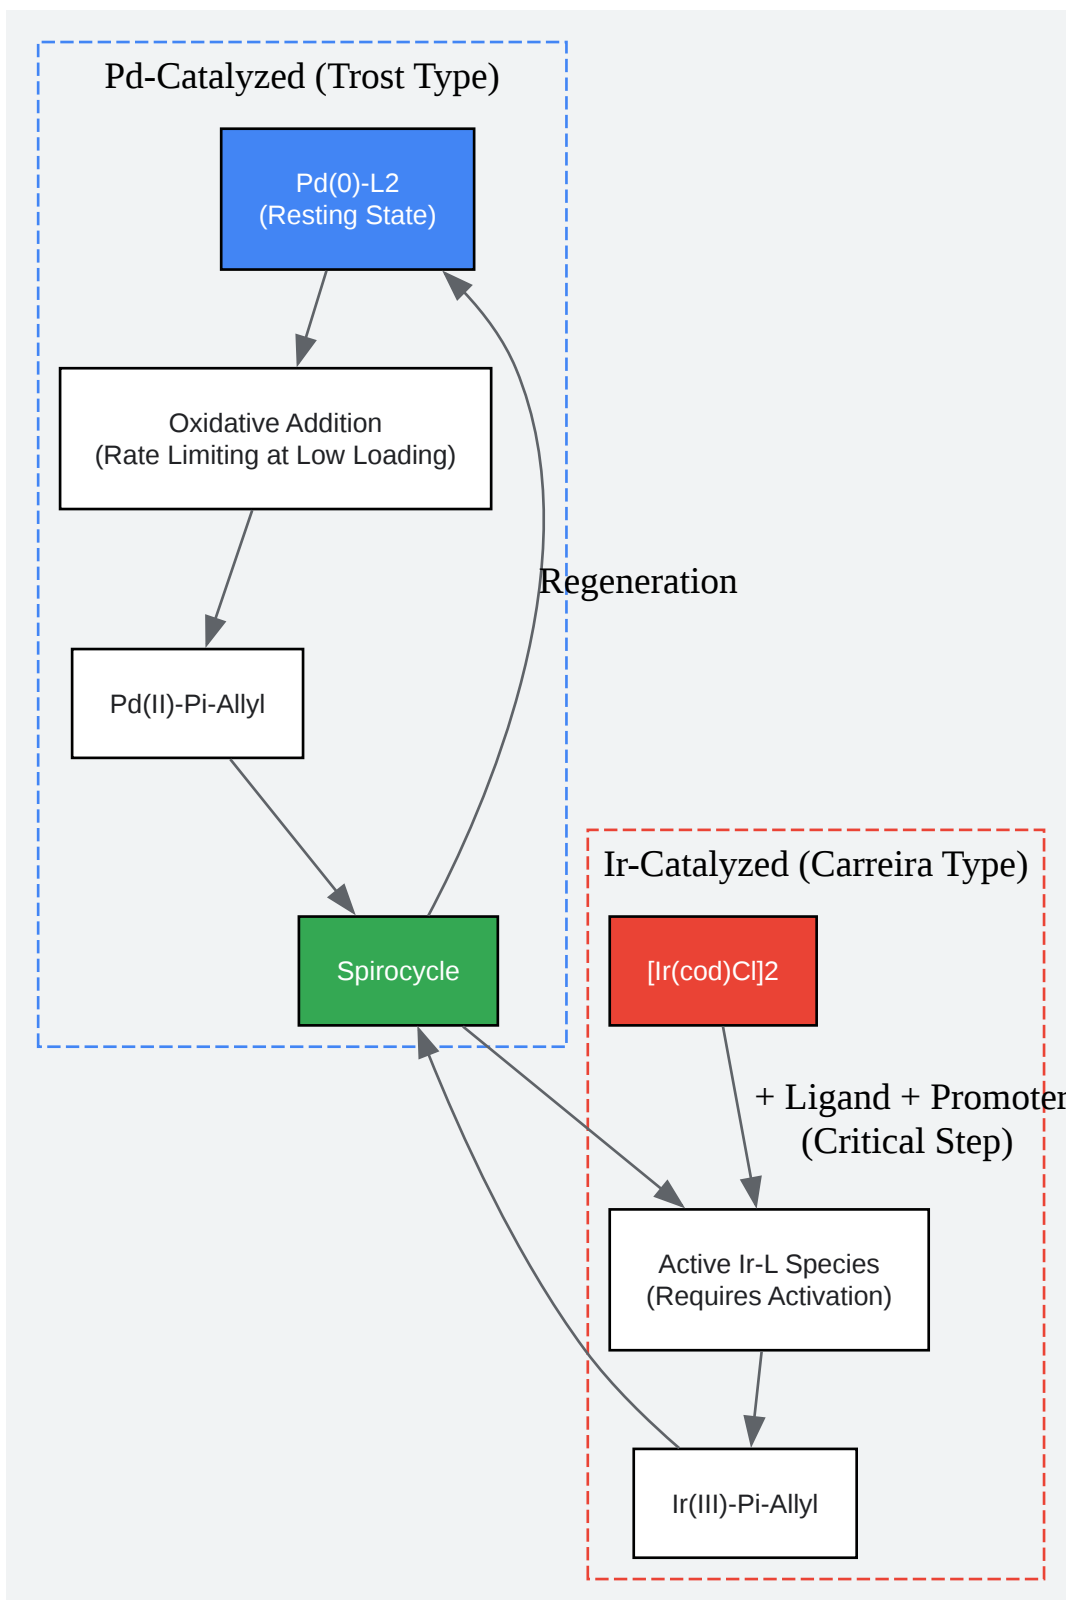 Pd-Catalyzed (Trost Type)
Pd(0)-L2
(Resting State)
Oxidative Addition
(Rate Limiting at Low Loading)
Regeneration
Pd(II)-Pi-Allyl
Ir-Catalyzed (Carreira Type)
Spirocycle
[Ir(cod)Cl]2
+ Ligand + Promoter
(Critical Step)
Active Ir-L Species
(Requires Activation)
Ir(III)-Pi-Allyl